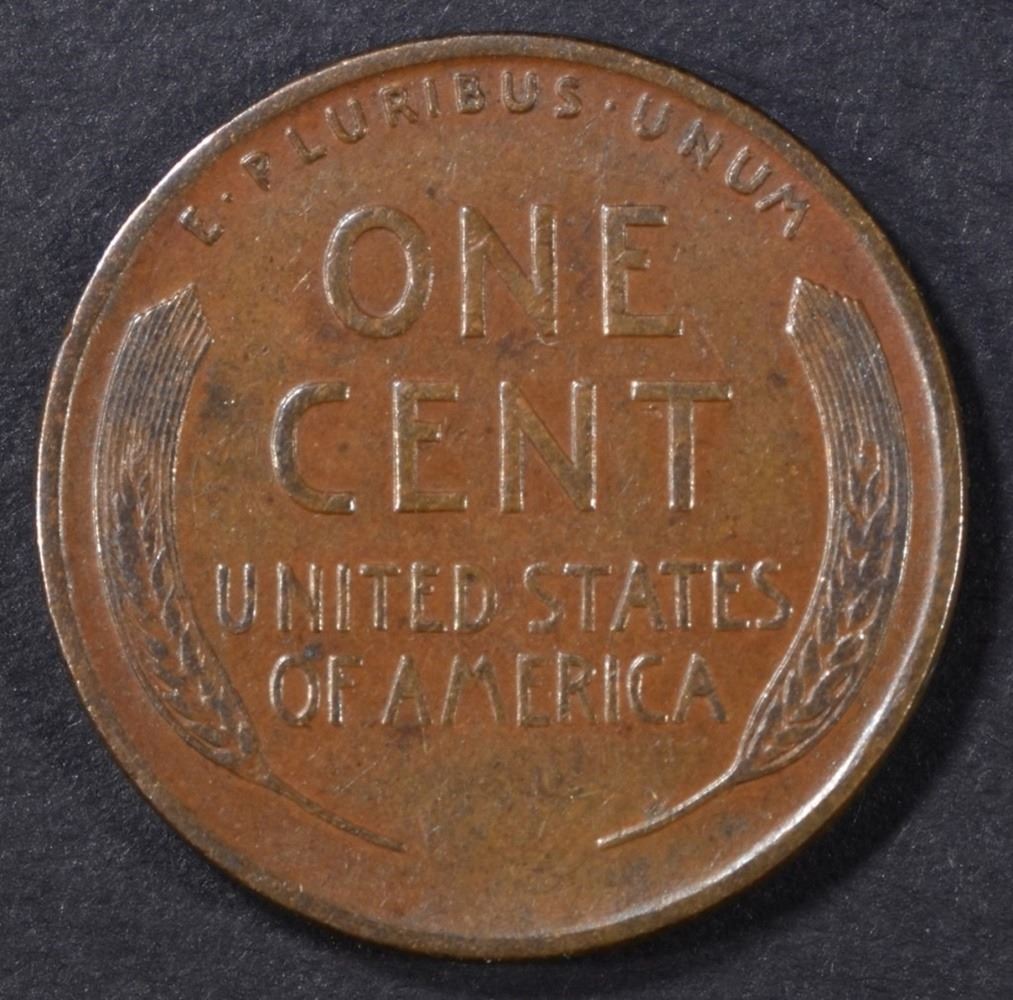 E·PLURIBUS·UNUM
ONE
CENT
UNITED STATES
OF AMERICA